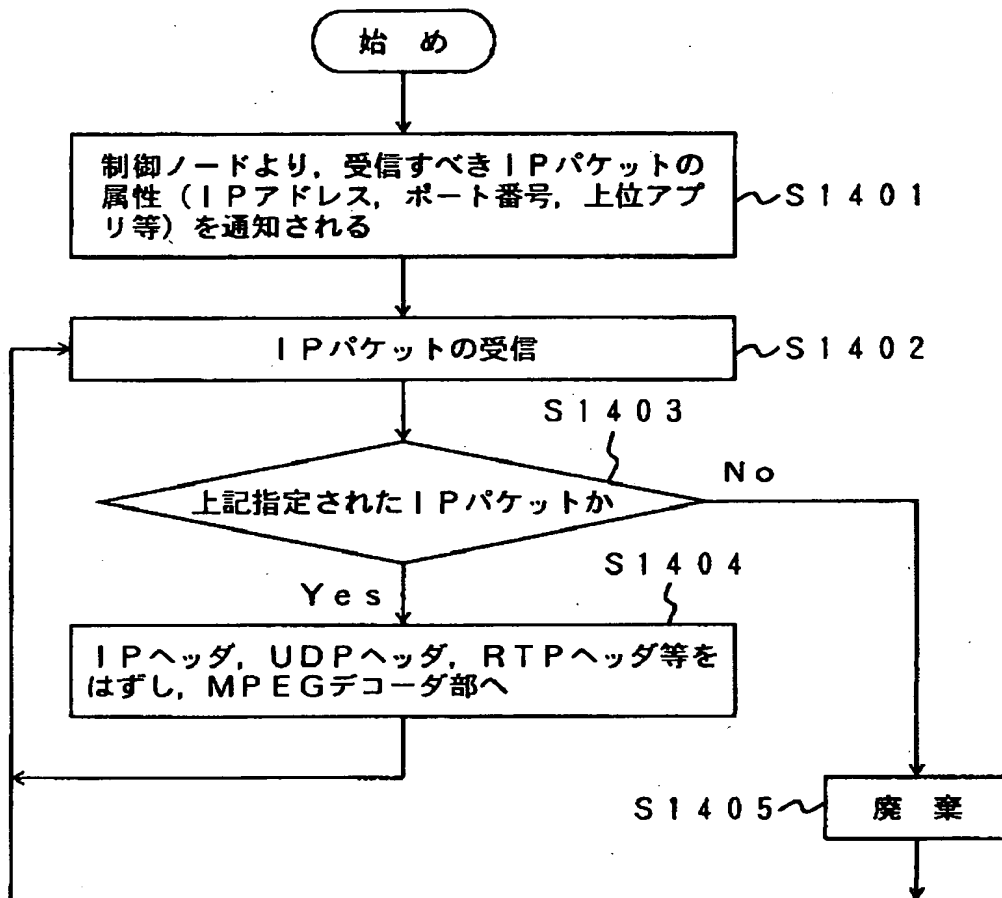 始 め
制御ノードより，受信すべきＩＰパケットの
属性（ＩＰアドレス，ポート番号，上位アプ
リ等）を通知される
Ｓ１４０１
ＩＰパケットの受信
Ｓ１４０２
Ｓ１４０３
上記指定されたＩＰパケットか
Ｎｏ
Ｙｅｓ
Ｓ１４０４
ＩＰヘッダ，ＵＤＰヘッダ，ＲＴＰヘッダ等を
はずし，ＭＰＥＧデコーダ部へ
Ｓ１４０５
廃 棄